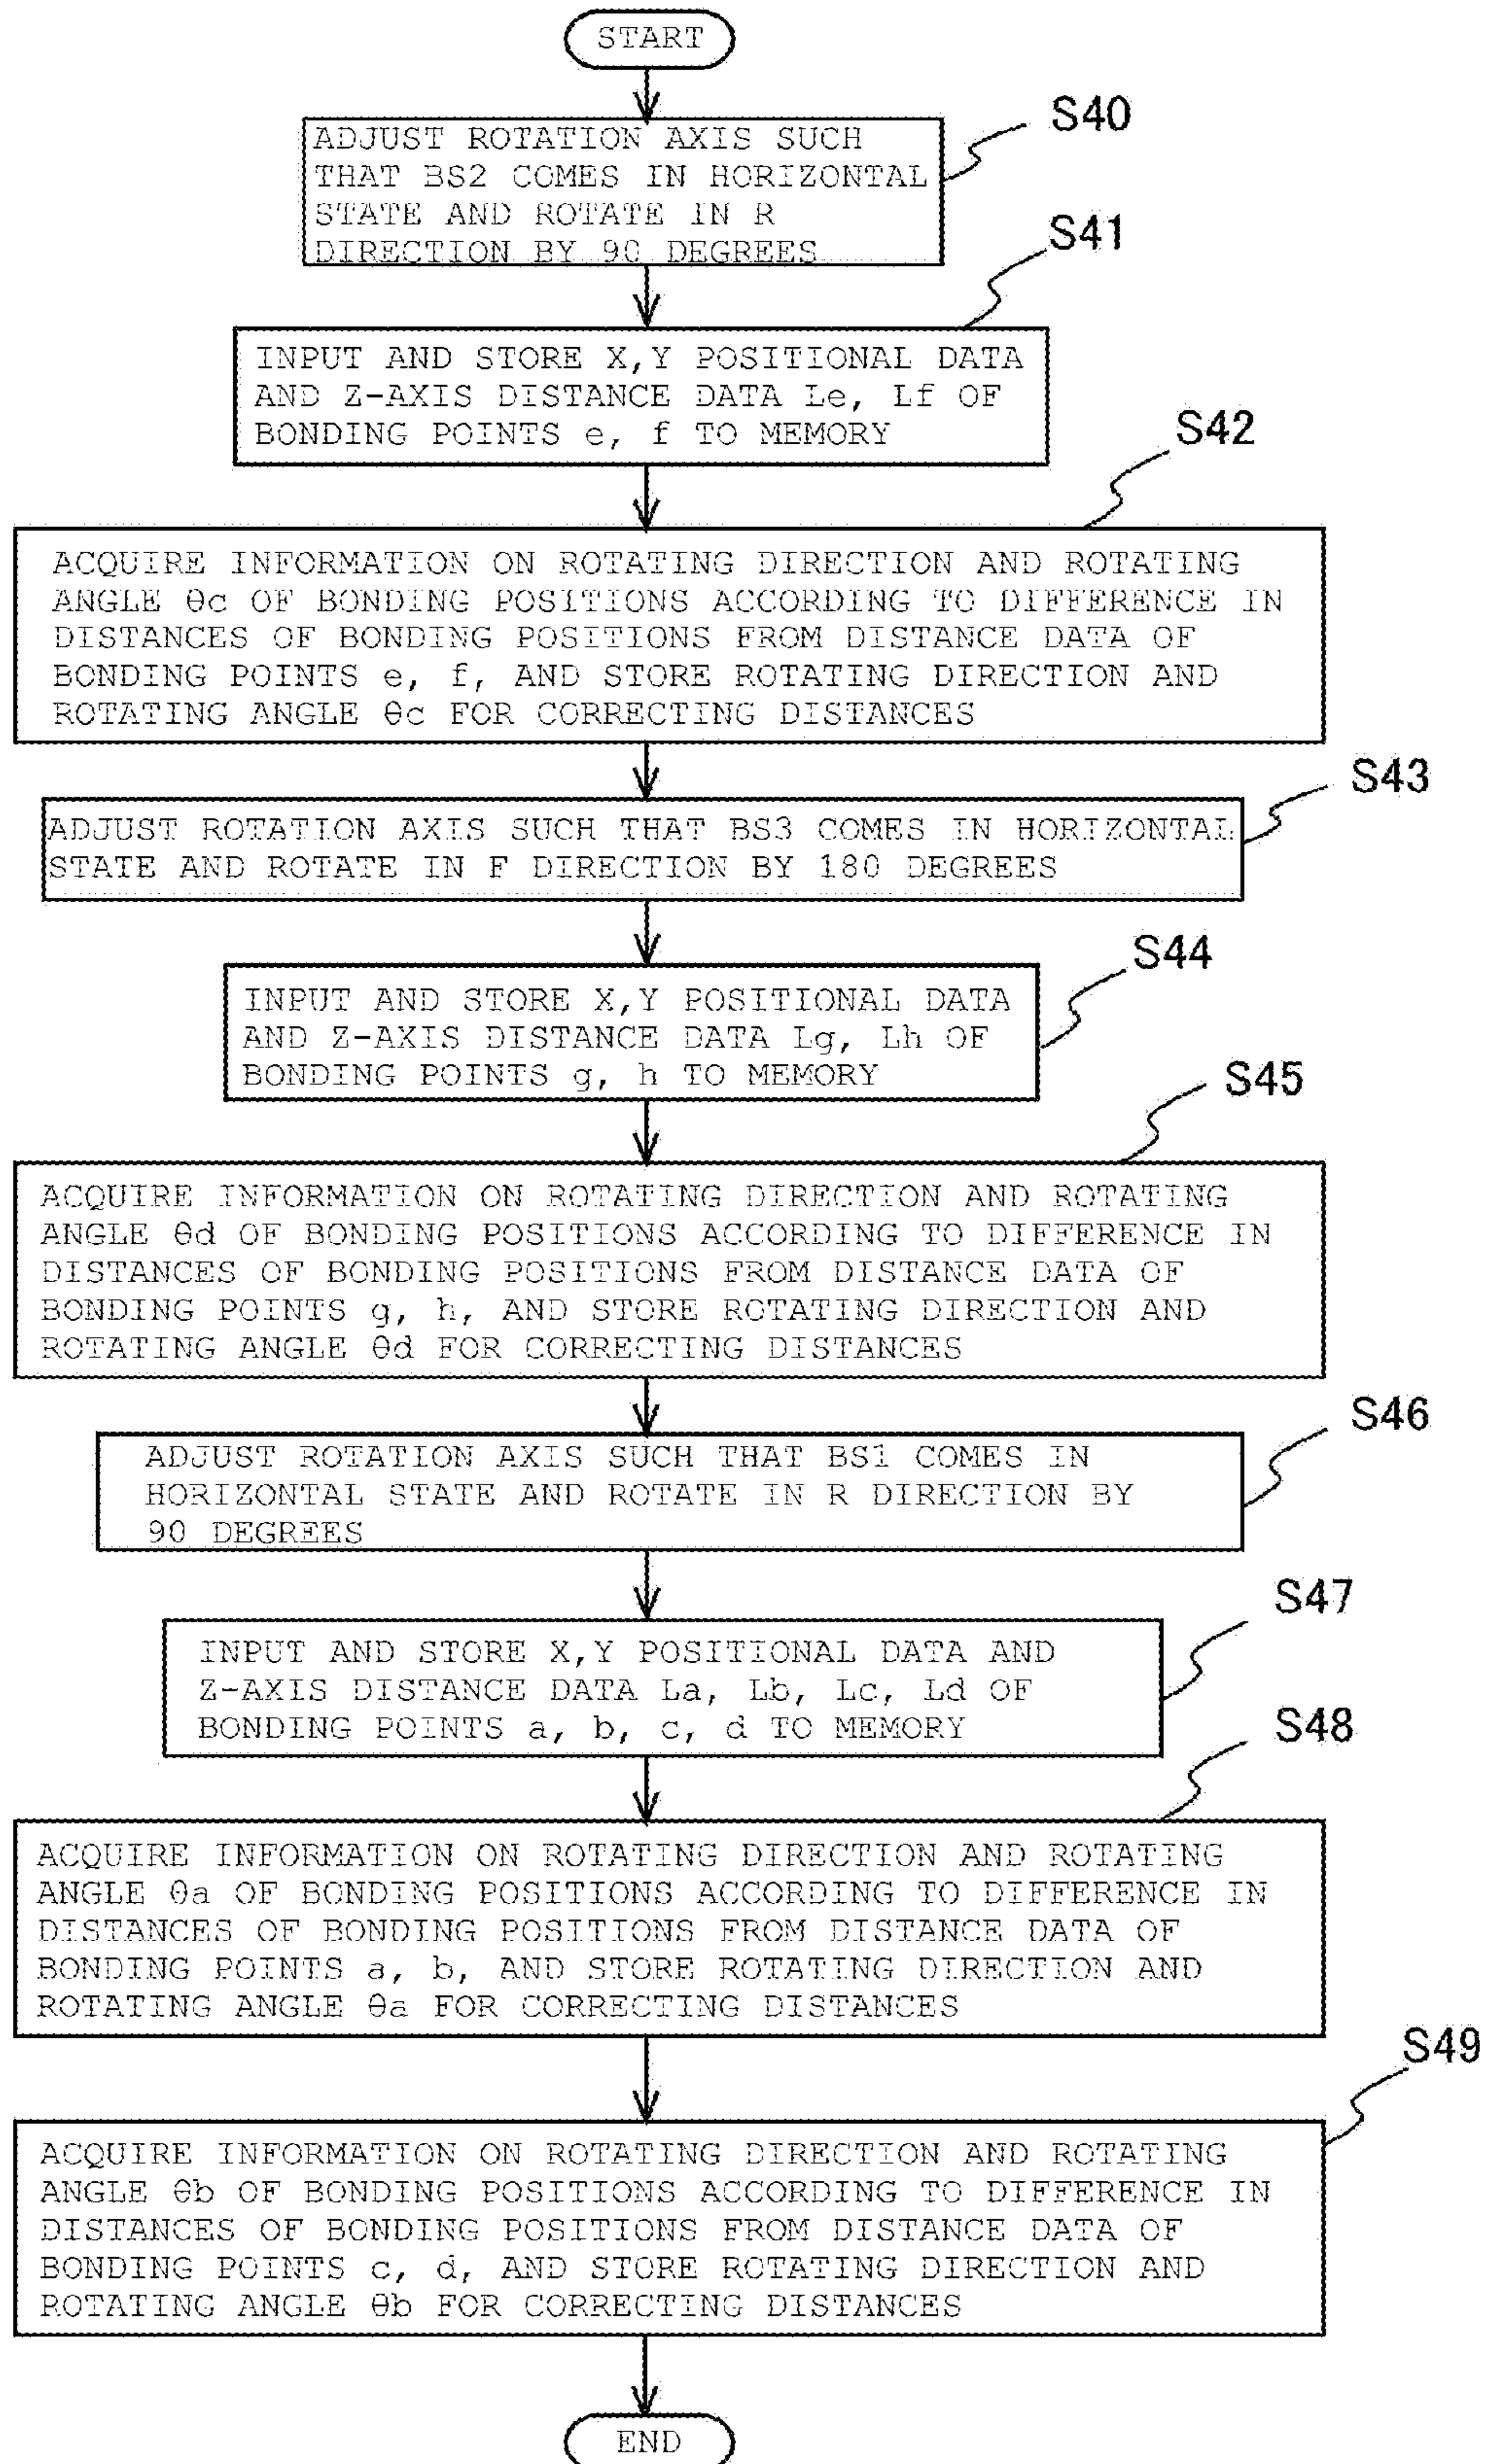 START
S40
ADJUST ROTATION AXIS SUCH
THAT BS2 COMES IN HORIZONTAL
STATE AND ROTATE IN R
DIRECTION BY 90 DEGREES
S41
INPUT AND STORE X,Y POSITIONAL DATA
AND Z-AXIS DISTANCE DATA Le, Lf OF
BONDING POINTS e, f TO MEMORY
S42
ACQUIRE INFORMATION ON ROTATING DIRECTION AND ROTATING
ANGLE θc OF BONDING POSITIONS ACCORDING TO DIFFERENCE IN
DISTANCES OF BONDING POSITIONS FROM DISTANCE DATA OF
BONDING POINTS e, f, AND STORE ROTATING DIRECTION AND
ROTATING ANGLE θc FOR CORRECTING DISTANCES
S43
ADJUST ROTATION AXIS SUCH THAT BS3 COMES IN HORIZONTAL
STATE AND ROTATE IN F DIRECTION BY 180 DEGREES
S44
INPUT AND STORE X,Y POSITIONAL DATA
AND Z-AXIS DISTANCE DATA Lg, Lh OF
BONDING POINTS g, h TO MEMORY
S45
ACQUIRE INFORMATION ON ROTATING DIRECTION AND ROTATING
ANGLE θd OF BONDING POSITIONS ACCORDING TO DIFFERENCE IN
DISTANCES OF BONDING POSITIONS FROM DISTANCE DATA OF
BONDING POINTS g, h, AND STORE ROTATING DIRECTION AND
ROTATING ANGLE θd FOR CORRECTING DISTANCES
S46
ADJUST ROTATION AXIS SUCH THAT BS1 COMES IN
HORIZONTAL STATE AND ROTATE IN R DIRECTION BY
90 DEGREES
S47
INPUT AND STORE X,Y POSITIONAL DATA AND
Z-AXIS DISTANCE DATA La, Lb, Lc, Ld OF
BONDING POINTS a, b, c, d TO MEMORY
S48
ACQUIRE INFORMATION ON ROTATING DIRECTION AND ROTATING
ANGLE θa OF BONDING POSITIONS ACCORDING TO DIFFERENCE IN
DISTANCES OF BONDING POSITIONS FROM DISTANCE DATA OF
BONDING POINTS a, b, AND STORE ROTATING DIRECTION AND
ROTATING ANGLE θa FOR CORRECTING DISTANCES
S49
ACQUIRE INFORMATION ON ROTATING DIRECTION AND ROTATING
ANGLE θb OF BONDING POSITIONS ACCORDING TO DIFFERENCE IN
DISTANCES OF BONDING POSITIONS FROM DISTANCE DATA OF
BONDING POINTS c, d, AND STORE ROTATING DIRECTION AND
ROTATING ANGLE θb FOR CORRECTING DISTANCES
END